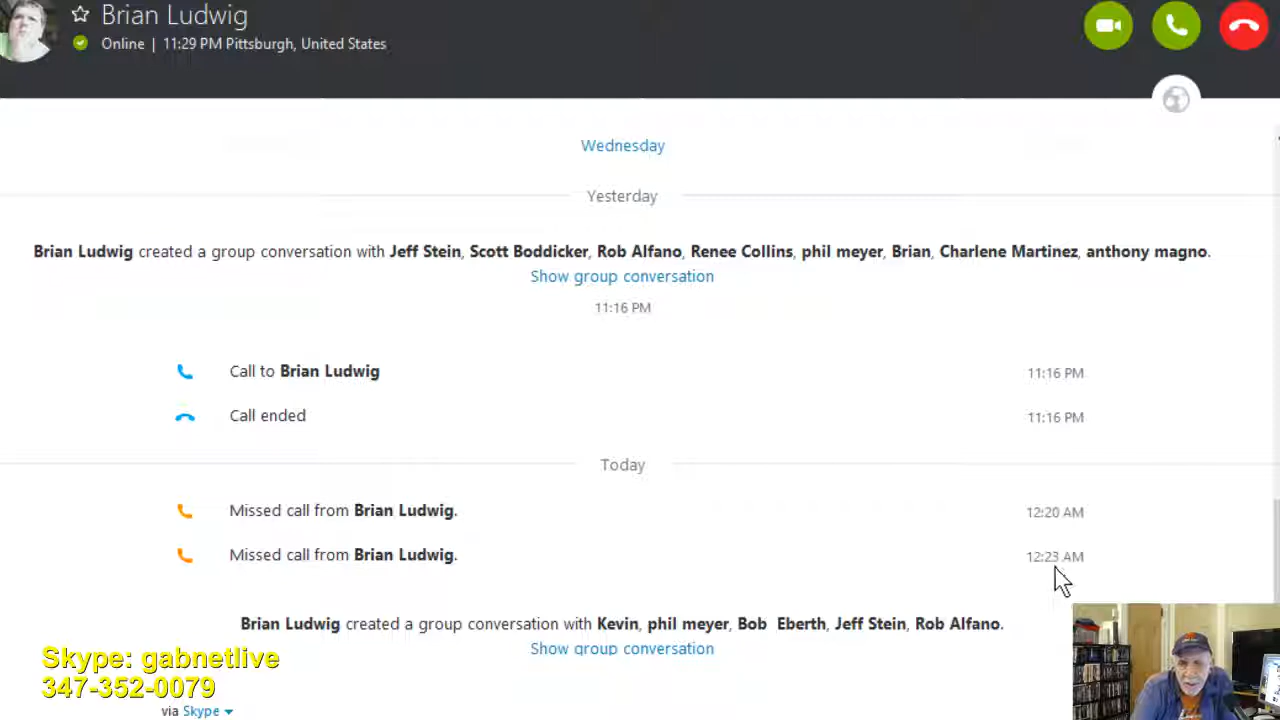 Brian Ludwig
Online | 11:29 PM Pittsburgh, United States
Wednesday
Yesterday
Brian Ludwig created a group conversation with Jeff Stein, Scott Boddicker, Rob Alfano, Renee Collins, phil meyer, Brian, Charlene Martinez, anthony magno.
Show group conversation
11:16 PM
Call to Brian Ludwig 11:16 PM
Call ended 11:16 PM
Today
Missed call from Brian Ludwig. 12:20 AM
Missed call from Brian Ludwig. 12:23 AM
Brian Ludwig created a group conversation with Kevin, phil meyer, Bob Eberth, Jeff Stein, Rob Alfano.
Show group conversation
Skype: gabnetlive
347-352-0079
via Skype